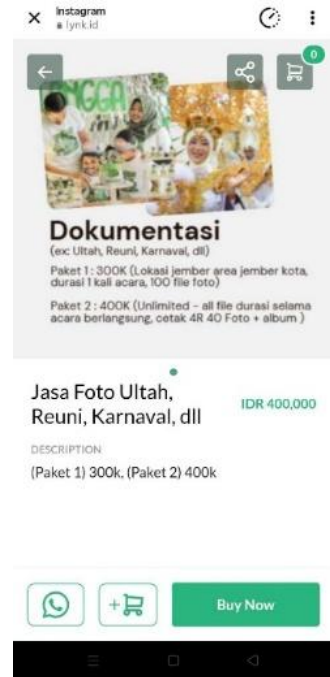 Instagram
lynk.id
0
Dokumentasi
(ex: Ultah, Reuni, Karnaval, dll)
Paket 1 : 300K (Lokasi jember area jember kota,
durasi 1 kali acara, 100 file foto)
Paket 2 : 400K (Unlimited - all file durasi selama
acara berlangsung, cetak 4R 40 Foto + album )
Jasa Foto Ultah,
Reuni, Karnaval, dll
IDR 400,000
DESCRIPTION
(Paket 1) 300k, (Paket 2) 400k
Buy Now